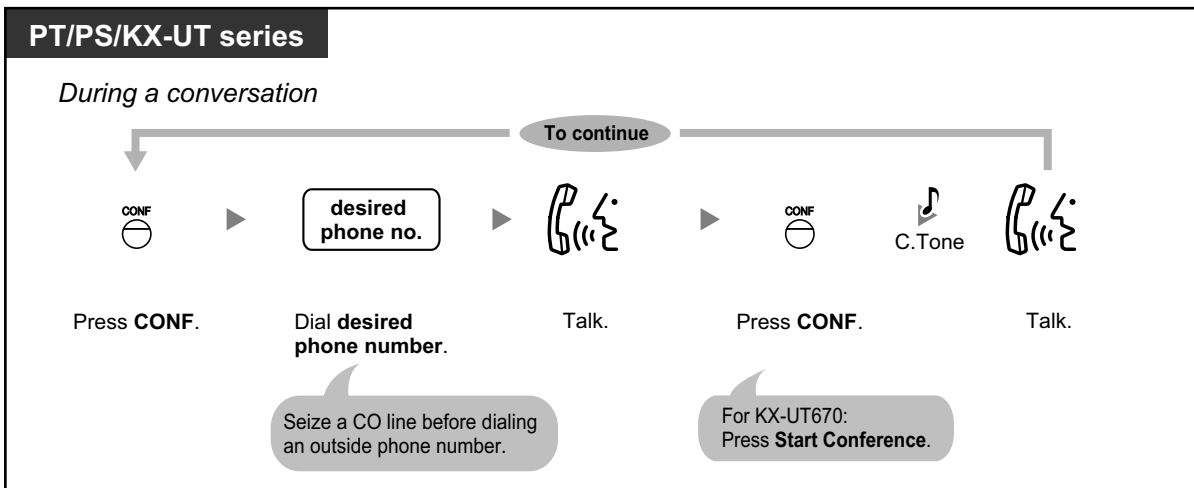 PT/PS/KX-UT series
During a conversation
To continue
CONF
desired
phone no.
CONF
C.Tone
Press CONF.
Dial desired
phone number.
Talk.
Press CONF.
Talk.
Seize a CO line before dialing
an outside phone number.
For KX-UT670:
Press Start Conference.